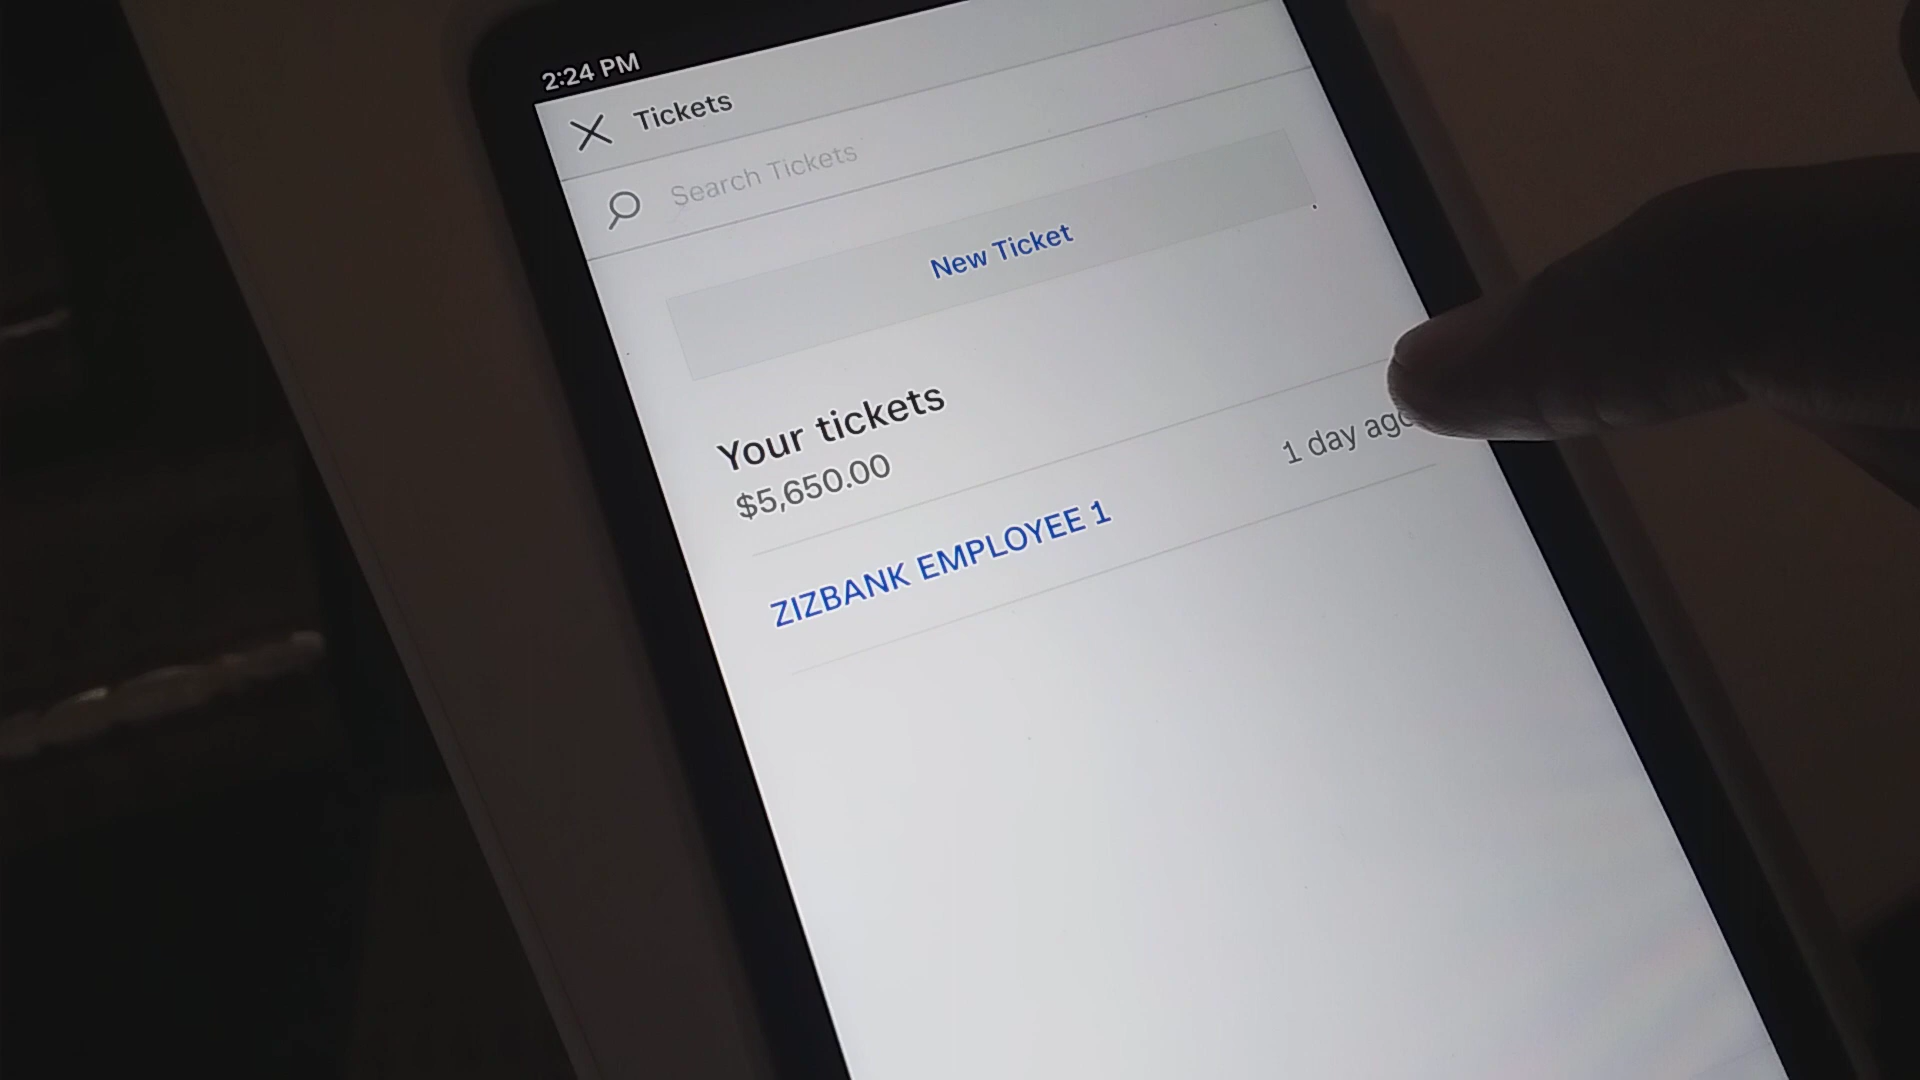 2:24 PM
Tickets
Search Tickets
New Ticket
Your tickets
$5,650.00
1 day ago
ZIZBANK EMPLOYEE 1